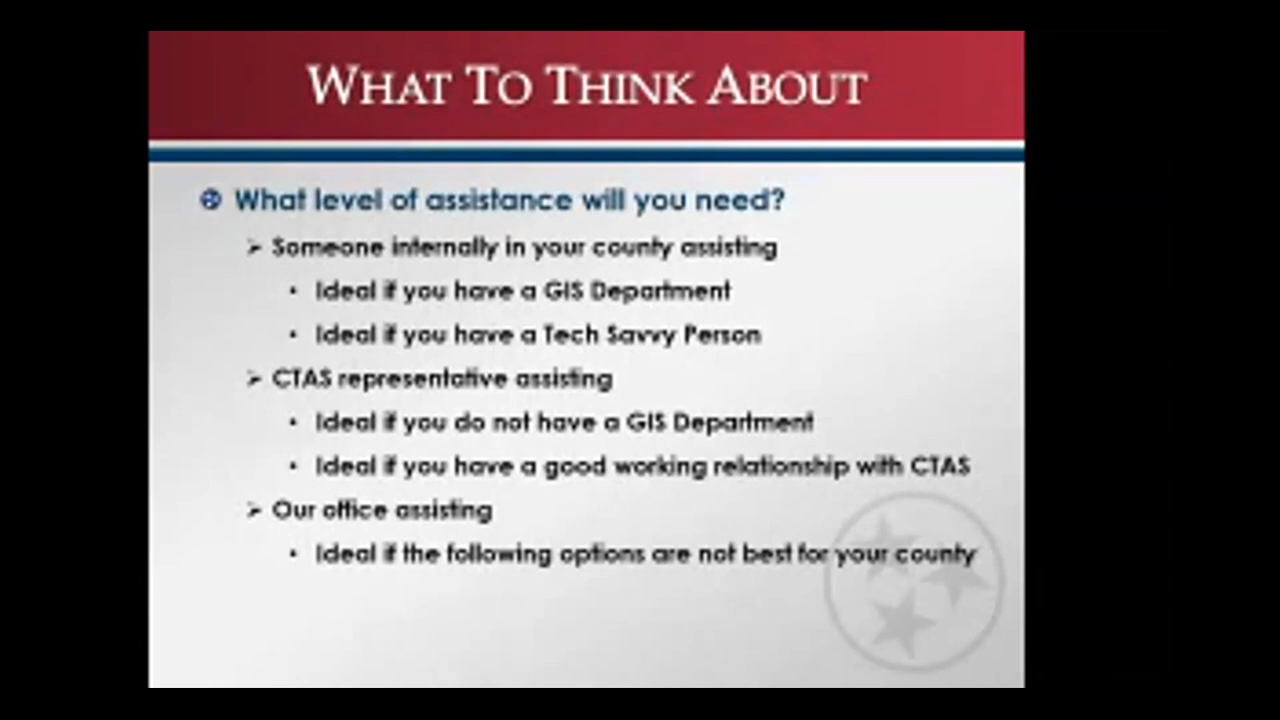 WHAT TO THINK ABOUT
What level of assistance will you need?
Someone internally in your county assisting
Ideal if you have a GIS Department
Ideal if you have a Tech Savvy Person
CTAS representative assisting
Ideal if you do not have a GIS Department
Ideal if you have a good working relationship with CTAS
Our office assisting
Ideal if the following options are not best for your county